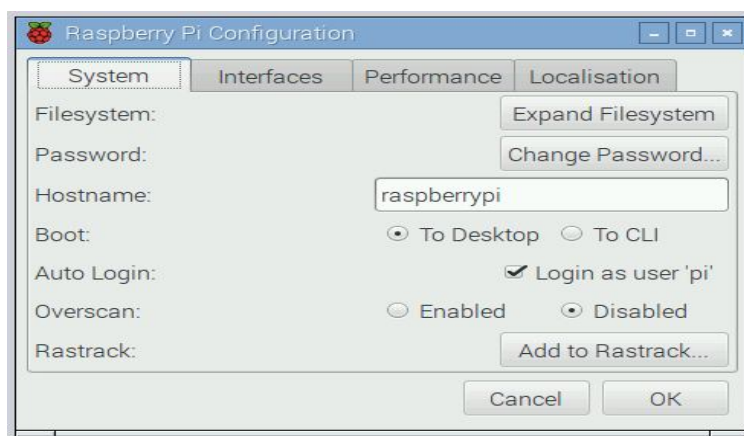 Raspberry Pi Configuration
System Interfaces Performance Localisation
Filesystem: Expand Filesystem
Password: Change Password...
Hostname: raspberrypi
Boot: To Desktop To CLI
Auto Login: Login as user 'pi'
Overscan: Enabled Disabled
Rastrack: Add to Rastrack...
Cancel OK